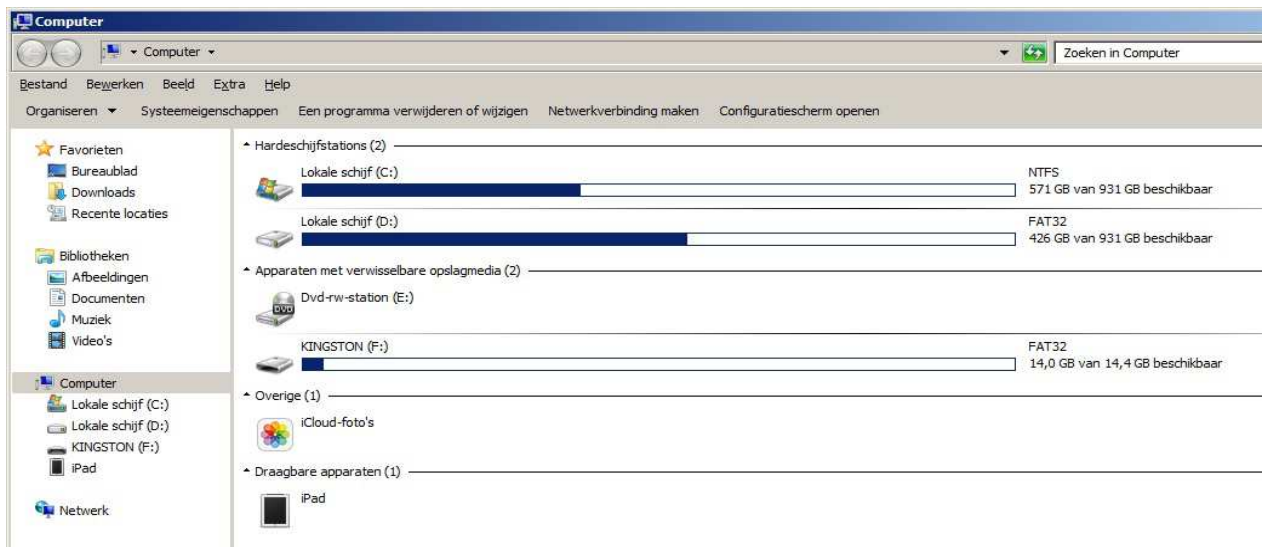 Computer
Computer
Zoeken in Computer
Bestand Bewerken Beeld Extra Help
Organiseren Systeemeigenschappen Een programma verwijderen of wijzigen Netwerkverbinding maken Configuratiescherm openen
Favorieten
Bureaublad
Downloads
Recente locaties
Bibliotheken
Afbeeldingen
Documenten
Muziek
Video's
Computer
Lokale schijf (C:)
Lokale schijf (D:)
KINGSTON (F:)
iPad
Netwerk
Hardeschijfstations (2)
Lokale schijf (C:)
NTFS
571 GB van 931 GB beschikbaar
Lokale schijf (D:)
FAT32
426 GB van 931 GB beschikbaar
Apparaten met verwisselbare opslagmedia (2)
DVD
Dvd-rw-station (E:)
KINGSTON (F:)
FAT32
14,0 GB van 14,4 GB beschikbaar
Overige (1)
iCloud-foto's
Draagbare apparaten (1)
iPad